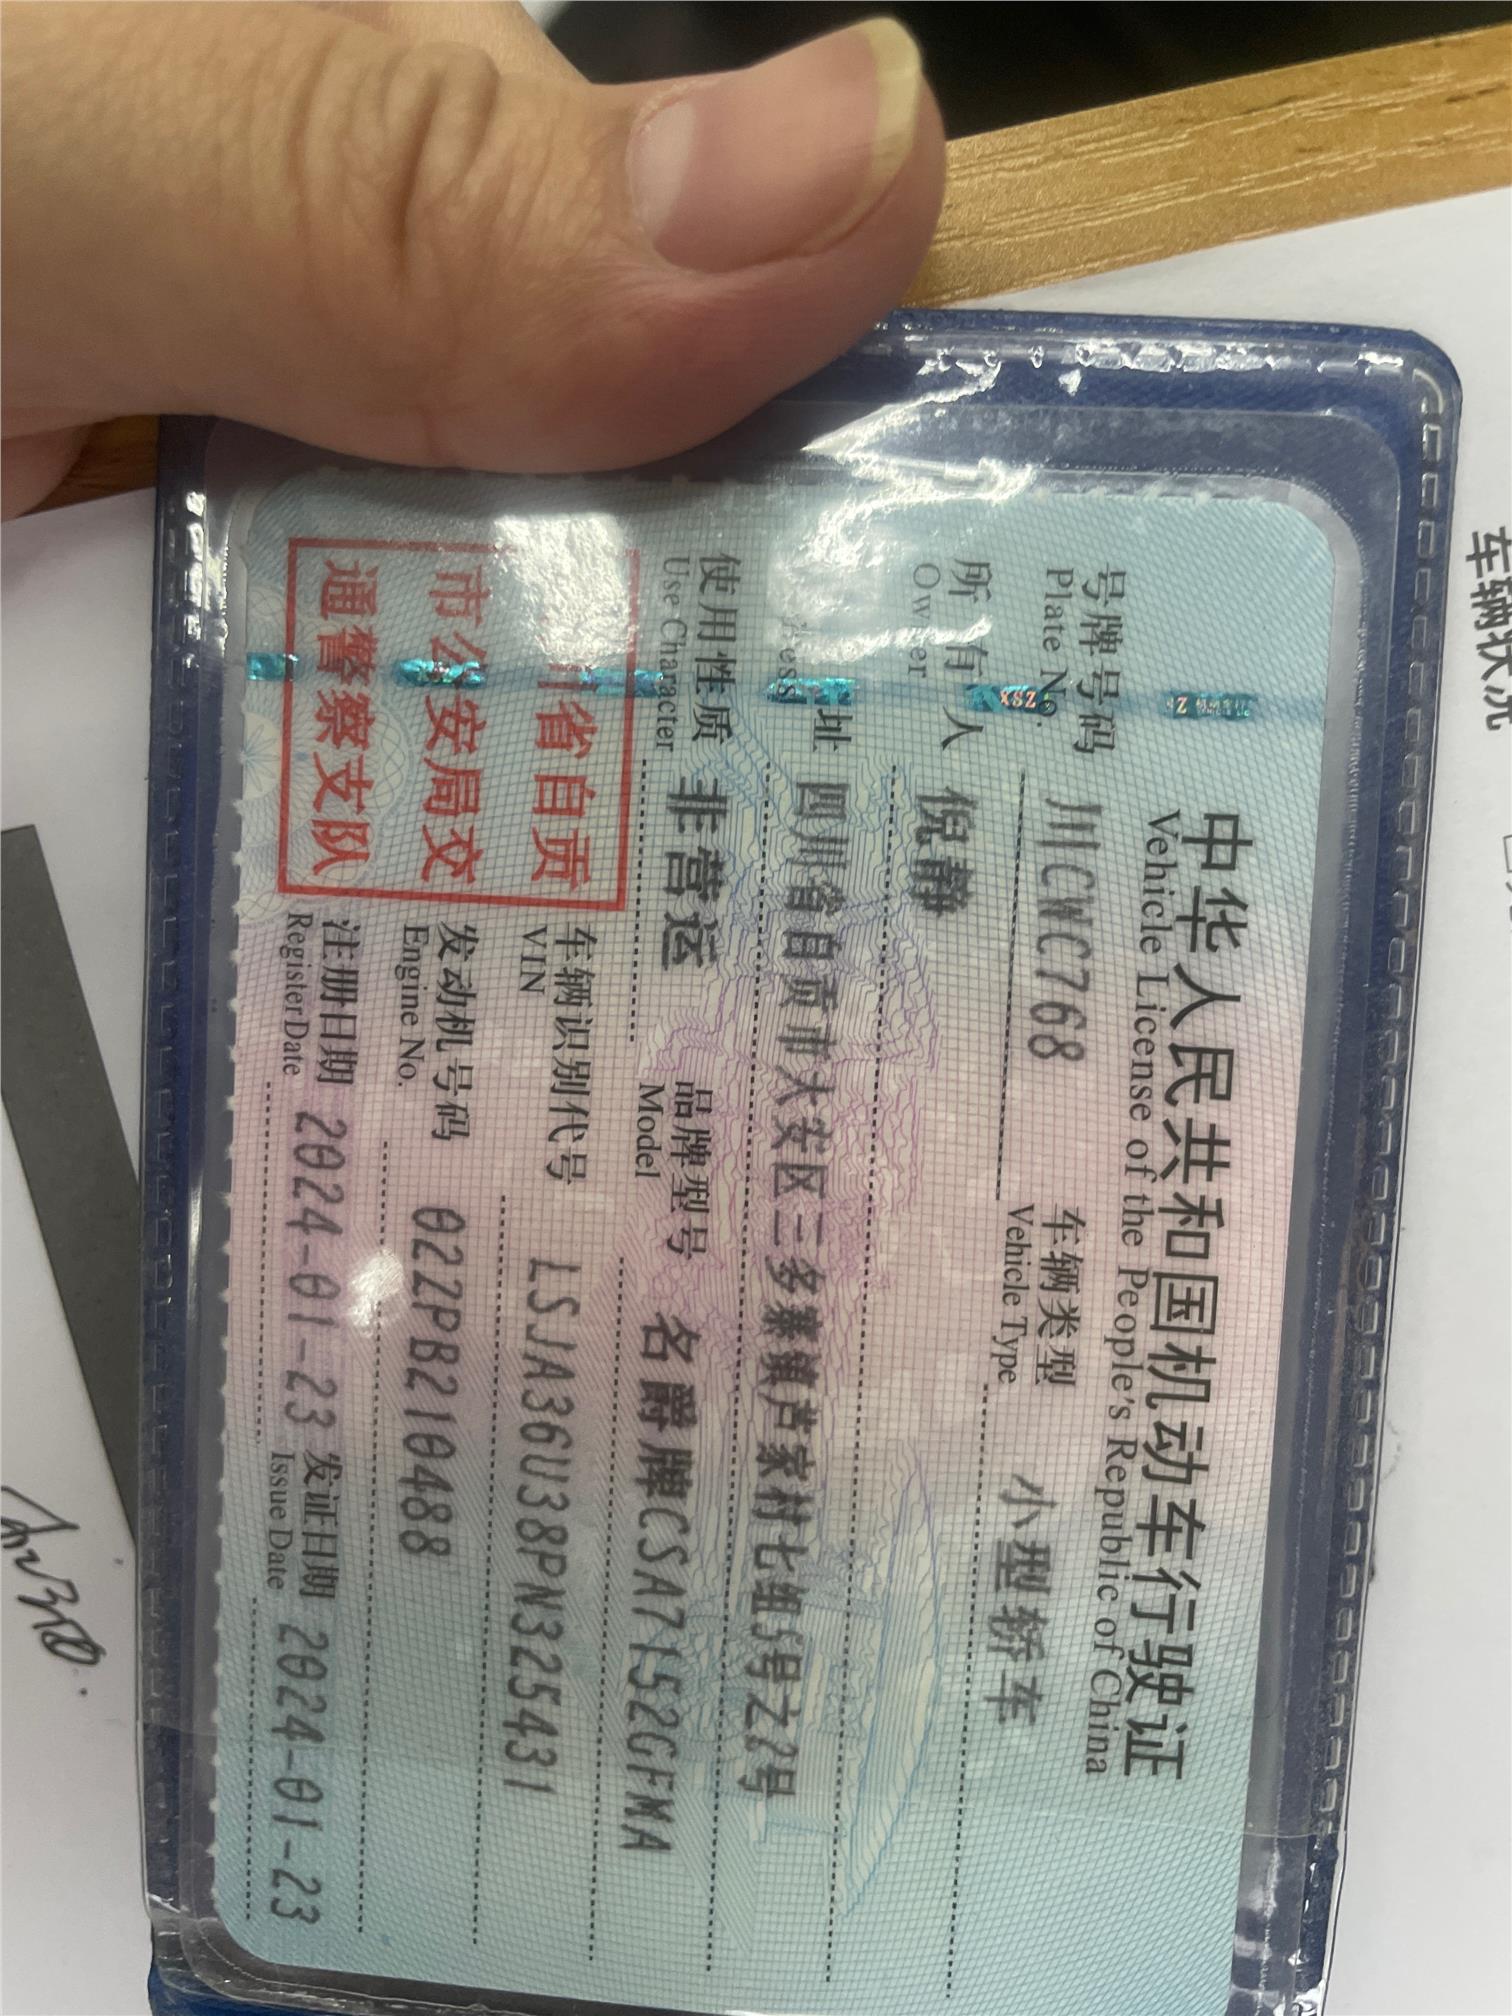 中华人民共和国机动车行驶证
Vehicle License of the People's Republic of China
号牌号码 川CWC768 车辆类型 小型轿车
Plate No. Vehicle Type
所有人 倪静
Owner
址 四川省自贡市大安区三多寨镇芦家村七组5号之2号
使用性质 非营运 品牌型号 名爵牌CSA7152GFMA
Use Character Model
车辆识别代号 LSJA36U38PN325431
VIN
发动机号码 022PB210488
Engine No.
注册日期 2024-01-23 发证日期 2024-01-23
Register Date Issue Date
省自贡
市公安局交
通警察支队
车辆状况